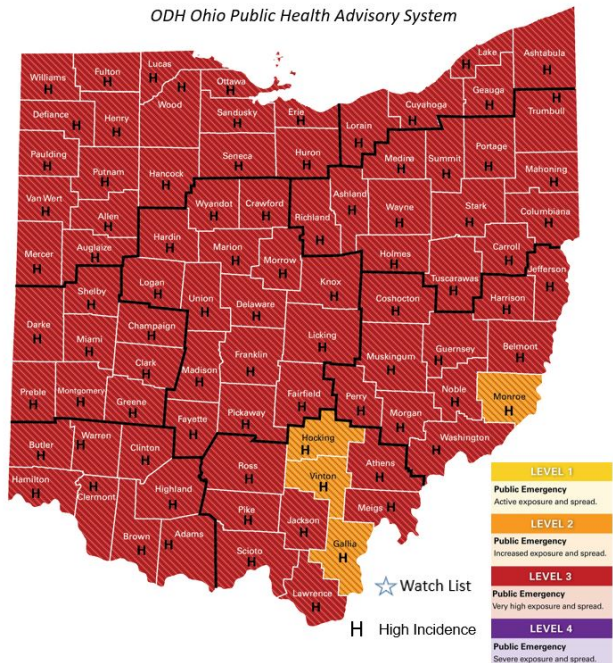 ODH Ohio Public Health Advisory System
Williams
H
Fulton
H
Lucas
H
Ottawa
H
Lake
H
Ashtabula
H
Defiance
H
Henry
H
Wood
H
Sandusky
H
Erie
H
Lorain
H
Cuyahoga
H
Geauga
H
Trumbull
H
Paulding
H
Putnam
H
Hancock
H
Seneca
H
Huron
H
Medina
H
Summit
H
Portage
H
Mahoning
H
Van Wert
H
Allen
H
Wyandot
H
Crawford
H
Richland
H
Ashland
H
Wayne
H
Stark
H
Columbiana
H
Mercer
H
Auglaize
H
Hardin
H
Marion
H
Morrow
H
Holmes
H
Tuscarawas
H
Carroll
H
Jefferson
H
Shelby
H
Logan
H
Union
H
Delaware
H
Knox
H
Coshocton
H
Harrison
H
Darke
H
Miami
H
Champaign
H
Clark
H
Madison
H
Franklin
H
Licking
H
Muskingum
H
Guernsey
H
Belmont
H
Preble
H
Montgomery
H
Greene
H
Fayette
H
Pickaway
H
Fairfield
H
Perry
H
Morgan
H
Noble
H
Monroe
H
Butler
H
Warren
H
Clinton
H
Ross
H
Hocking
H
Athens
H
Washington
H
Hamilton
H
Clermont
H
Highland
H
Pike
H
Vinton
H
Meigs
H
Brown
H
Adams
H
Scioto
H
Jackson
H
Gallia
H
Lawrence
H
Watch List
H High Incidence
LEVEL 1
Public Emergency
Active exposure and spread.
LEVEL 2
Public Emergency
Increased exposure and spread.
LEVEL 3
Public Emergency
Very high exposure and spread.
LEVEL 4
Public Emergency
Severe exposure and spread.